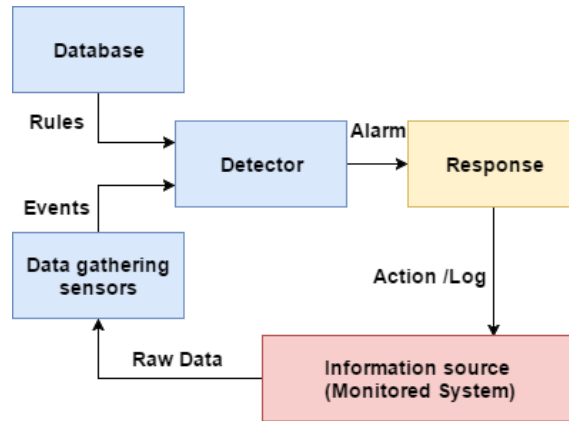 Database
Rules
Alarm
Detector
Response
Events
Data gathering
sensors
Action /Log
Raw Data
Information source
(Monitored System)